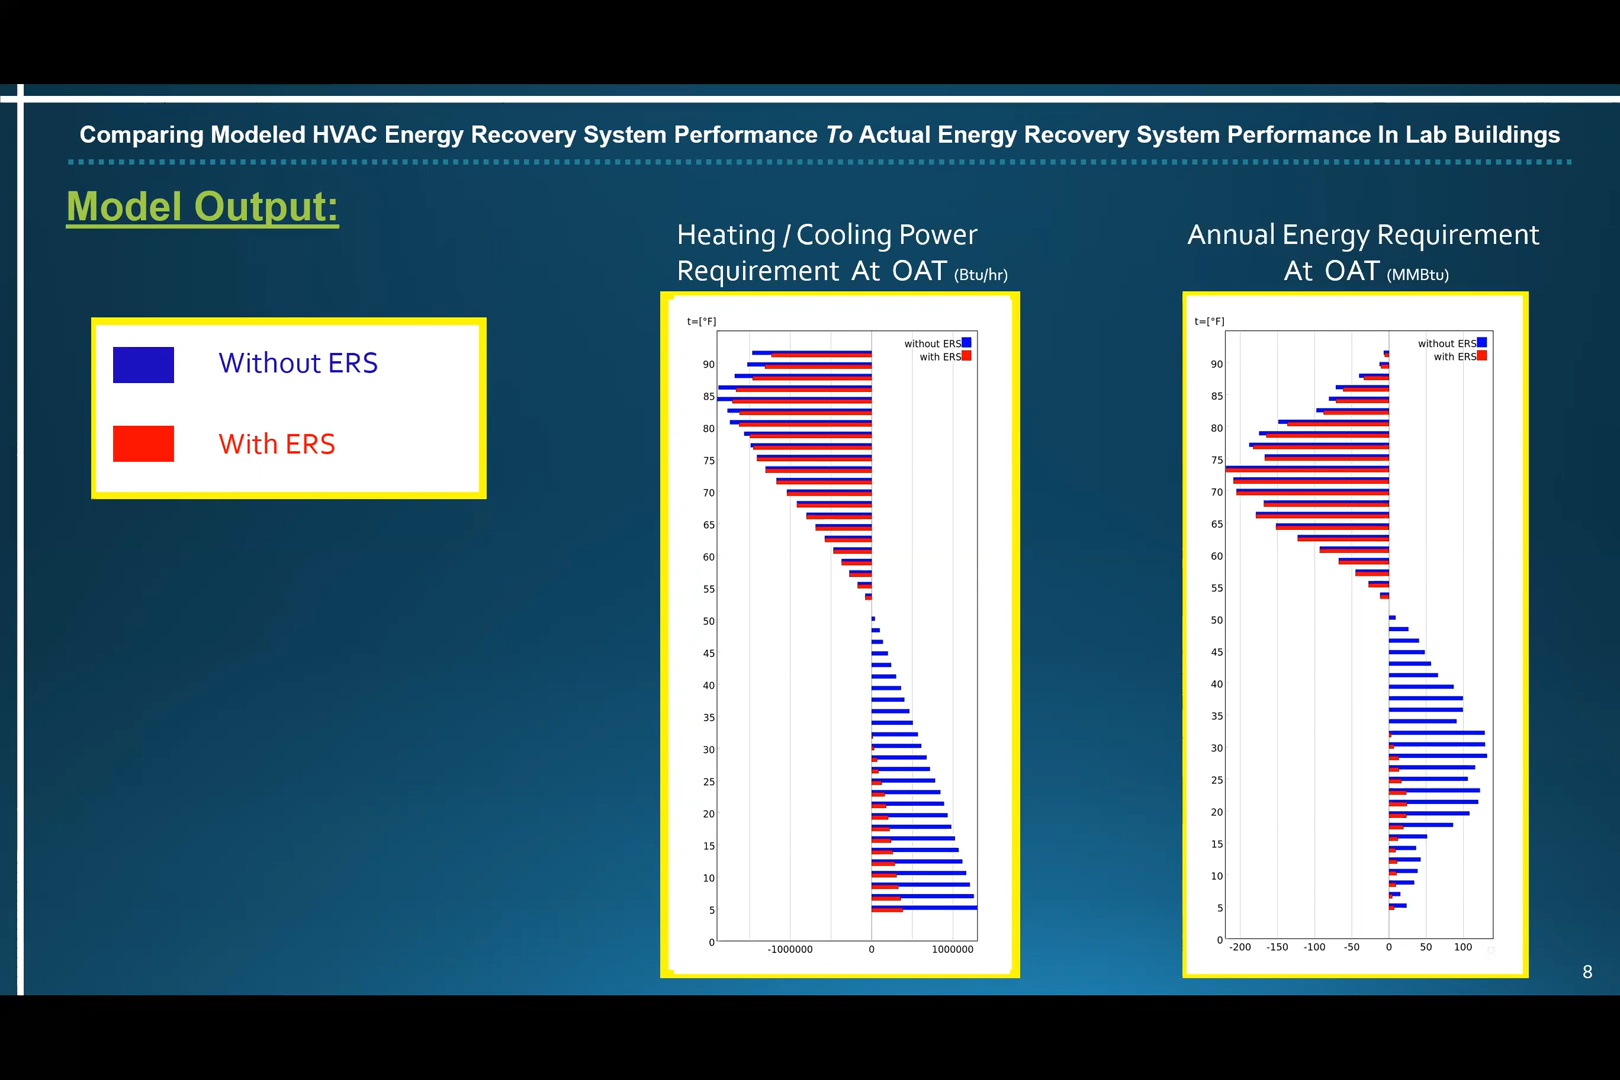 Comparing Modeled HVAC Energy Recovery System Performance To Actual Energy Recovery System Performance In Lab Buildings
Model Output:
Without ERS
With ERS
Heating / Cooling Power
Requirement At OAT (Btu/hr)
t=[°F]
without ERS
with ERS
90
85
80
75
70
65
60
55
50
45
40
35
30
25
20
15
10
5
0
-1000000 0 1000000
Annual Energy Requirement
At OAT (MMBtu)
t=[°F]
without ERS
with ERS
90
85
80
75
70
65
60
55
50
45
40
35
30
25
20
15
10
5
0
-200 -150 -100 -50 0 50 100
8